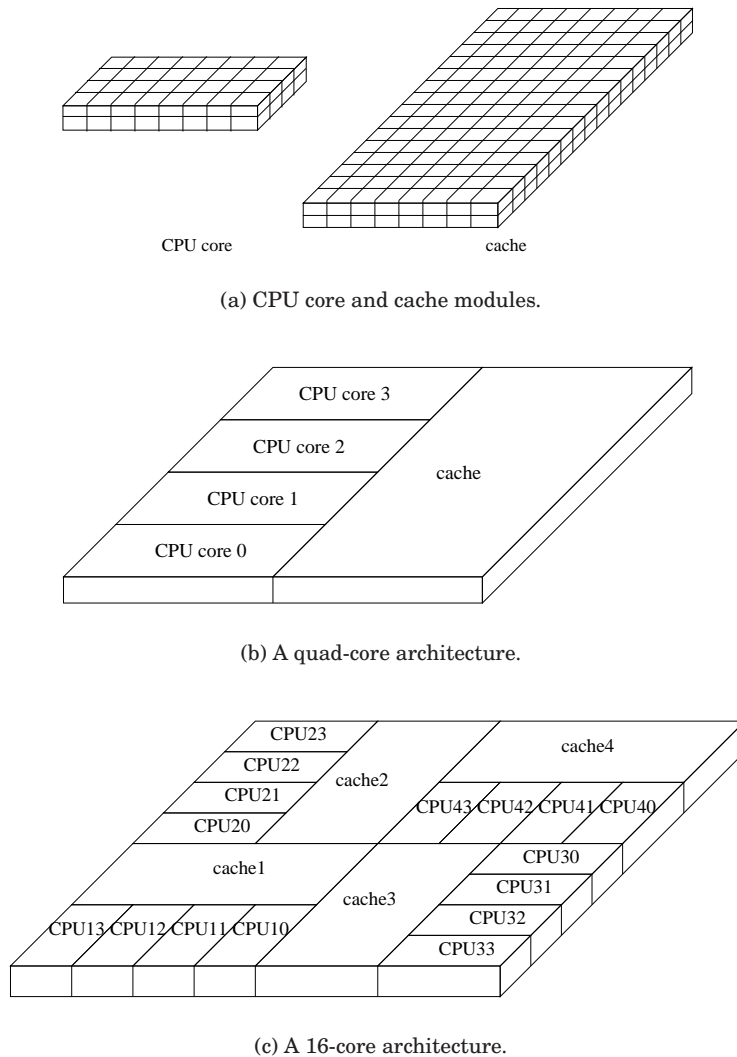 CPU core cache
(a) CPU core and cache modules.
CPU core 3
CPU core 2
cache
CPU core 1
CPU core 0
(b) A quad-core architecture.
CPU23
cache4
CPU22
cache2
CPU21
CPU43 CPU42 CPU41 CPU40
CPU20
CPU30
cache1
CPU31
cache3
CPU32
CPU13 CPU12 CPU11 CPU10
CPU33
(c) A 16-core architecture.